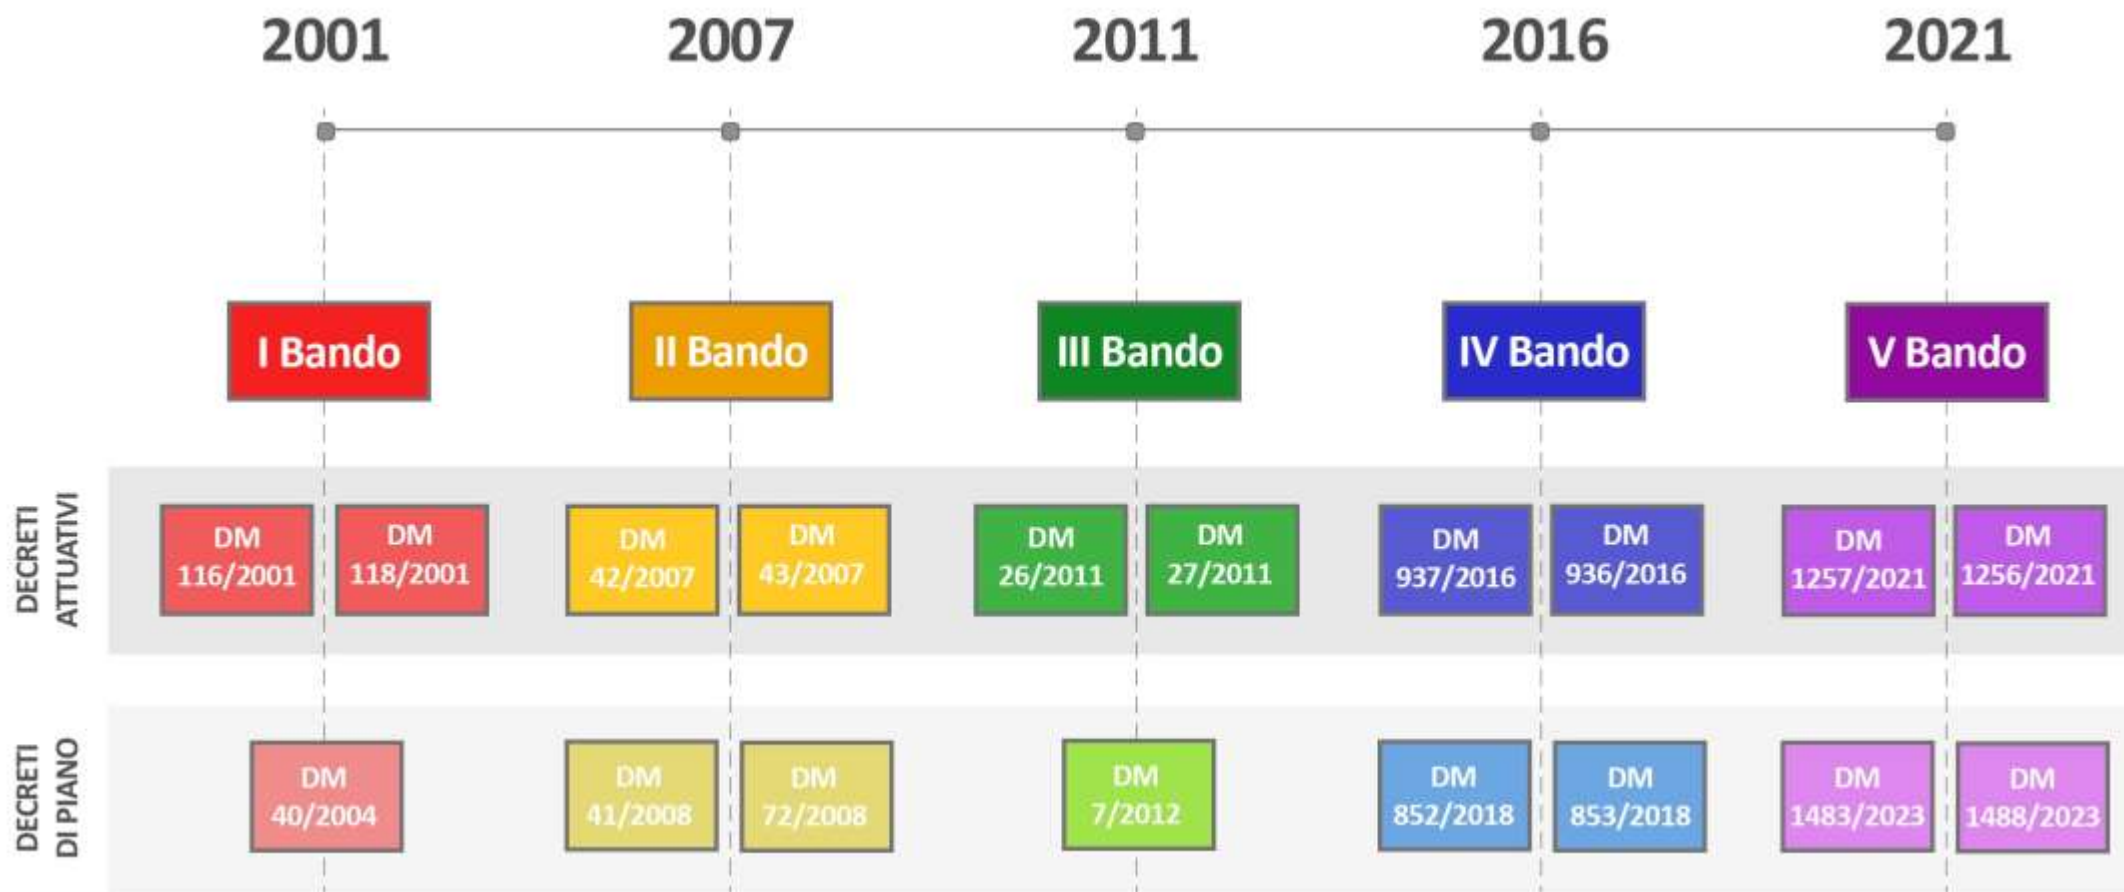 2001
2007
2011
2016
2021
I Bando
II Bando
III Bando
IV Bando
V Bando
DECRETI
ATTUATIVI
DM
116/2001
DM
118/2001
DM
42/2007
DM
43/2007
DM
26/2011
DM
27/2011
DM
937/2016
DM
936/2016
DM
1257/2021
DM
1256/2021
DECRETI
DI PIANO
DM
40/2004
DM
41/2008
DM
72/2008
DM
7/2012
DM
852/2018
DM
853/2018
DM
1483/2023
DM
1488/2023